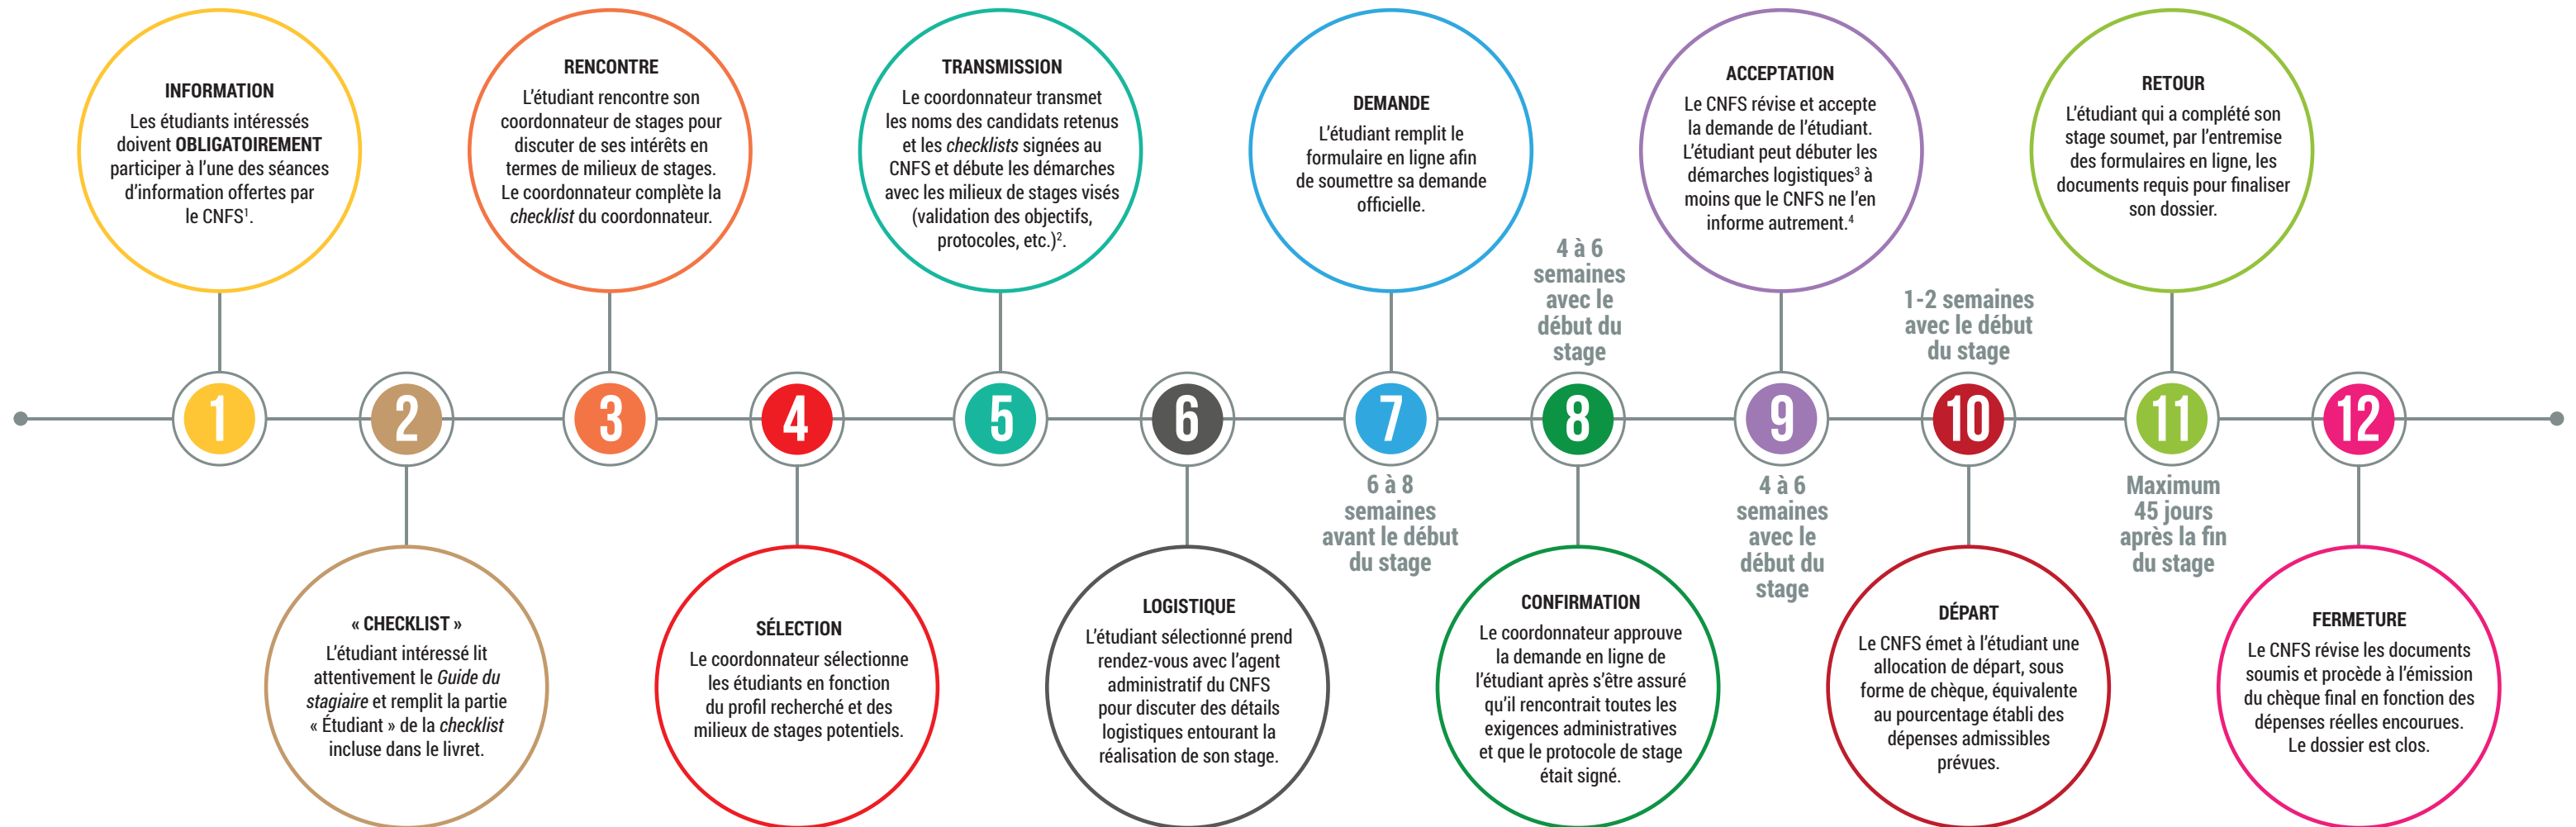 INFORMATION
Les étudiants intéressés
doivent OBLIGATOIREMENT
participer à l'une des séances
d'information offertes par
le CNFS¹.
RENCONTRE
L'étudiant rencontre son
coordonnateur de stages pour
discuter de ses intérêts en
termes de milieux de stages.
Le coordonnateur complète la
checklist du coordonnateur.
TRANSMISSION
Le coordonnateur transmet
les noms des candidats retenus
et les checklists signées au
CNFS et débute les démarches
avec les milieux de stages visés
(validation des objectifs,
protocoles, etc.)².
DEMANDE
L'étudiant remplit le
formulaire en ligne afin
de soumettre sa demande
officielle.
4 à 6
semaines
avec le
début du
stage
ACCEPTATION
Le CNFS révise et accepte
la demande de l'étudiant.
L'étudiant peut débuter les
démarches logistiques³ à
moins que le CNFS ne l'en
informe autrement.⁴
1-2 semaines
avec le début
du stage
RETOUR
L'étudiant qui a complété son
stage soumet, par l'entremise
des formulaires en ligne, les
documents requis pour finaliser
son dossier.
1
2
3
4
5
6
7
8
9
10
11
12
« CHECKLIST »
L'étudiant intéressé lit
attentivement le Guide du
stagiaire et remplit la partie
« Étudiant » de la checklist
incluse dans le livret.
SÉLECTION
Le coordonnateur sélectionne
les étudiants en fonction
du profil recherché et des
milieux de stages potentiels.
LOGISTIQUE
L'étudiant sélectionné prend
rendez-vous avec l'agent
administratif du CNFS
pour discuter des détails
logistiques entourant la
réalisation de son stage.
6 à 8
semaines
avant le début
du stage
CONFIRMATION
Le coordonnateur approuve
la demande en ligne de
l'étudiant après s'être assuré
qu'il rencontrait toutes les
exigences administratives
et que le protocole de stage
était signé.
4 à 6
semaines
avec le
début du
stage
DÉPART
Le CNFS émet à l'étudiant une
allocation de départ, sous
forme de chèque, équivalente
au pourcentage établi des
dépenses admissibles
prévues.
Maximum
45 jours
après la fin
du stage
FERMETURE
Le CNFS révise les documents
soumis et procède à l'émission
du chèque final en fonction des
dépenses réelles encourues.
Le dossier est clos.